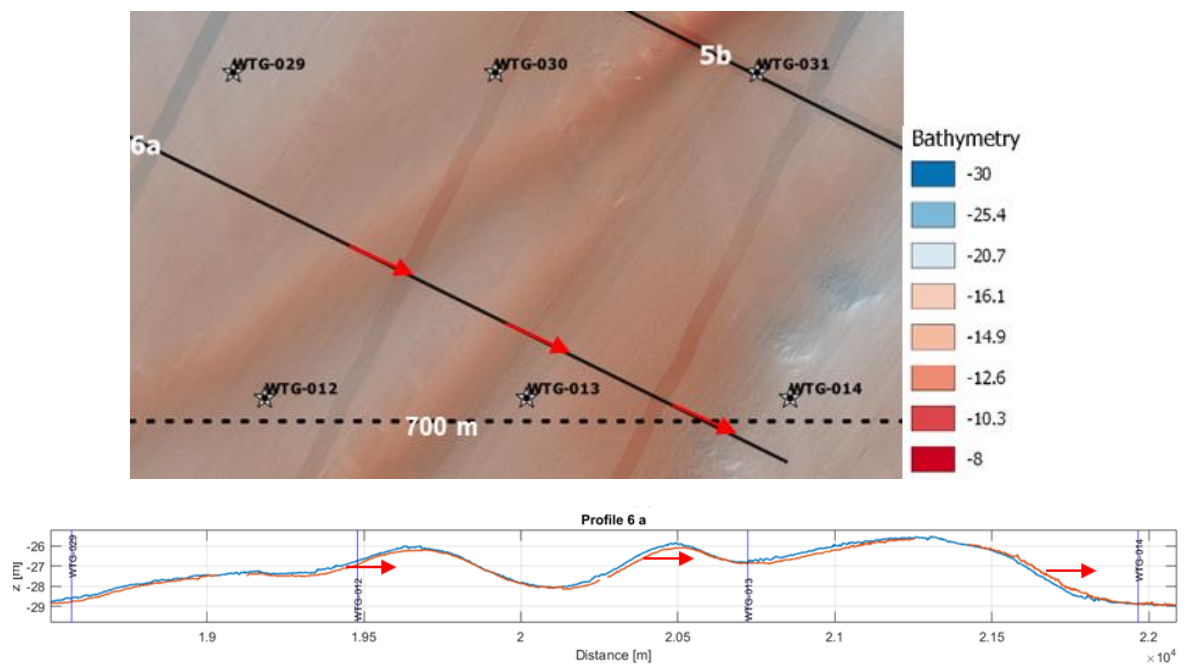 WTG-029
WTG-030
5b
WTG-031
6a
Bathymetry
-30
-25.4
-20.7
-16.1
-14.9
-12.6
-10.3
-8
WTG-012
WTG-013
WTG-014
700 m
Profile 6 a
-26
-27
-28
-29
z [m]
WTG-029
WTG-012
WTG-013
WTG-014
1.9
1.95
2
2.05
2.1
2.15
2.2
Distance [m]
×10⁴